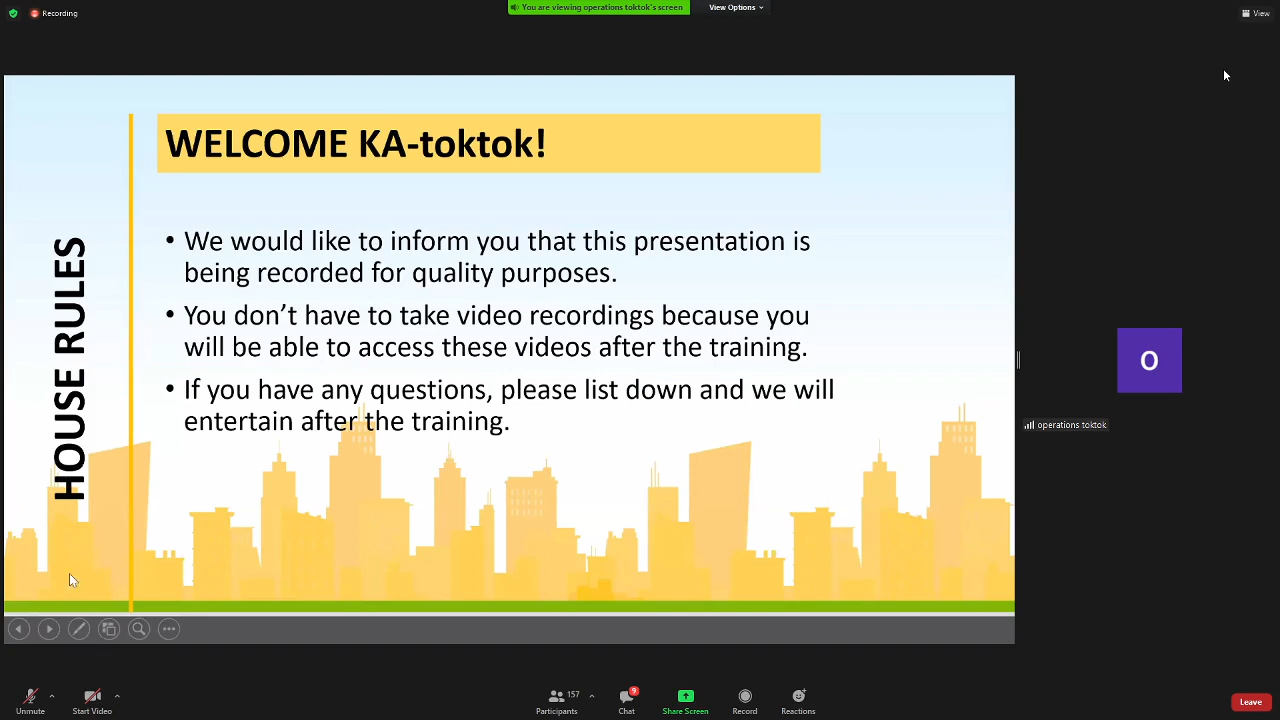 Recording
You are viewing operations toktok's screen
View Options
View
WELCOME KA-toktok!
HOUSE RULES
• We would like to inform you that this presentation is
being recorded for quality purposes.
• You don’t have to take video recordings because you
will be able to access these videos after the training.
• If you have any questions, please list down and we will
entertain after the training.
O
operations toktok
Unmute
Start Video
157
Participants
9
Chat
Share Screen
Record
Reactions
Leave